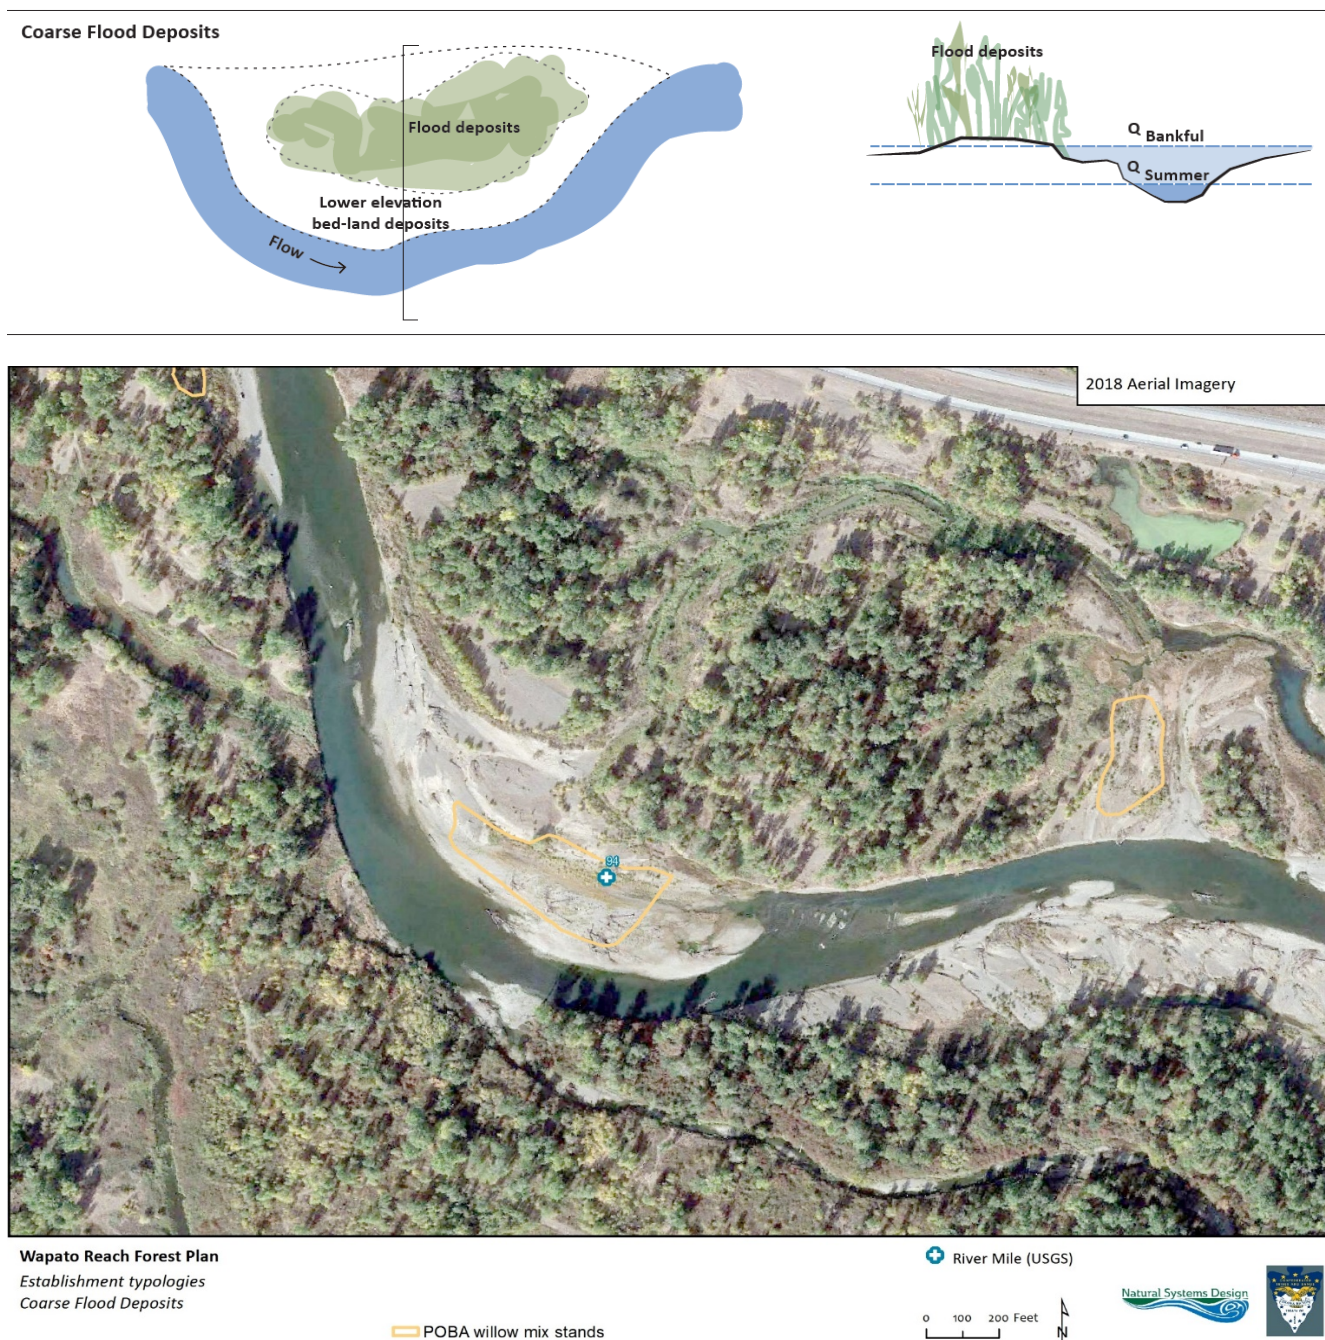 Coarse Flood Deposits
Flood deposits
Lower elevation
bed-land deposits
Flow
Flood deposits
Q Bankful
Q Summer
2018 Aerial Imagery
94
Wapato Reach Forest Plan
Establishment typologies
Coarse Flood Deposits
POBA willow mix stands
River Mile (USGS)
0 100 200 Feet
N
Natural Systems Design